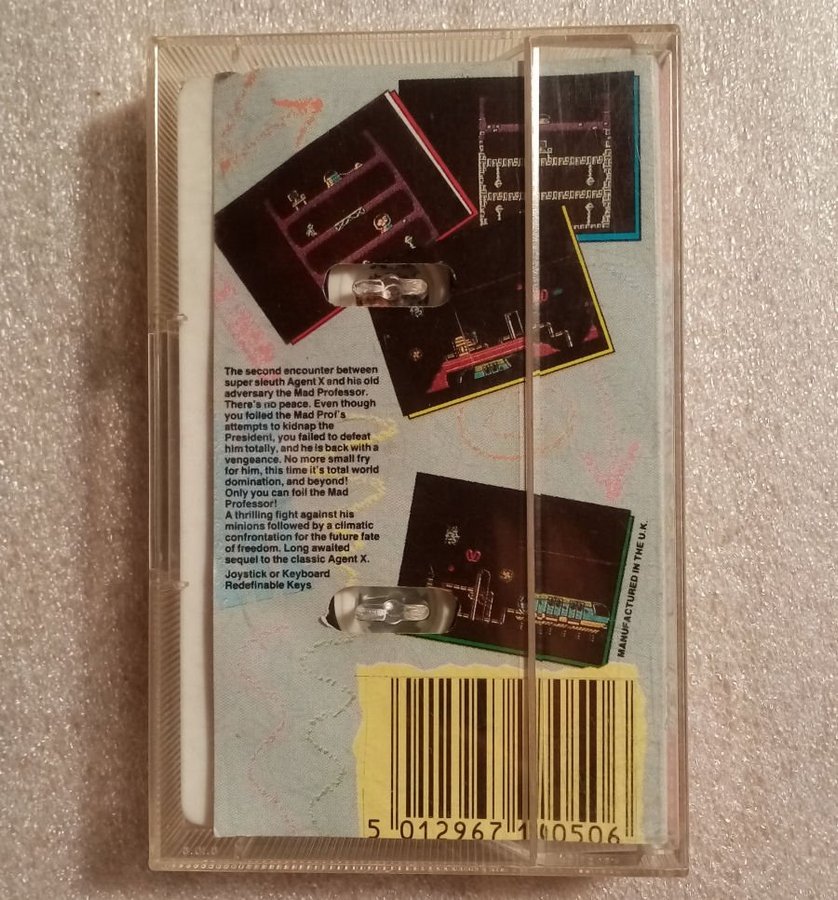 The second encounter between
super sleuth Agent X and his old
adversary the Mad Professor.
There's no peace. Even though
you foiled the Mad Prof's
attempts to kidnap the
President, you failed to defeat
him totally, and he is back with a
vengeance. No more small fry
for him, this time it's total world
domination, and beyond!
Only you can foil the Mad
Professor!
A thrilling fight against his
minions followed by a climatic
confrontation for the future fate
of freedom. Long awaited
sequel to the classic Agent X.
Joystick or Keyboard
Redefinable Keys
MANUFACTURED IN THE U.K.
5 012967 100506